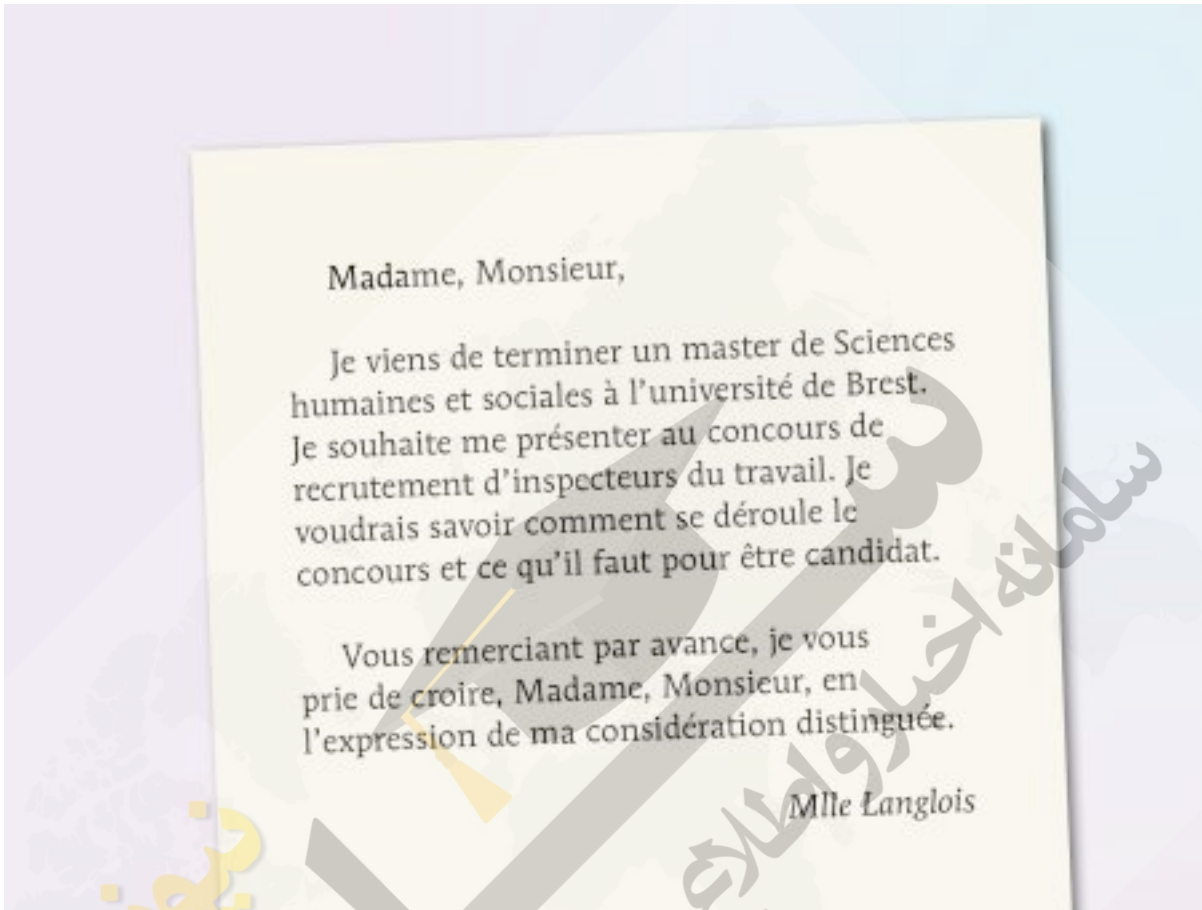 Madame, Monsieur,
Je viens de terminer un master de Sciences
humaines et sociales à l'université de Brest.
Je souhaite me présenter au concours de
recrutement d'inspecteurs du travail. Je
voudrais savoir comment se déroule le
concours et ce qu'il faut pour être candidat.
Vous remerciant par avance, je vous
prie de croire, Madame, Monsieur, en
l'expression de ma considération distinguée.
Mlle Langlois
سامانه اخبار و اطلاع